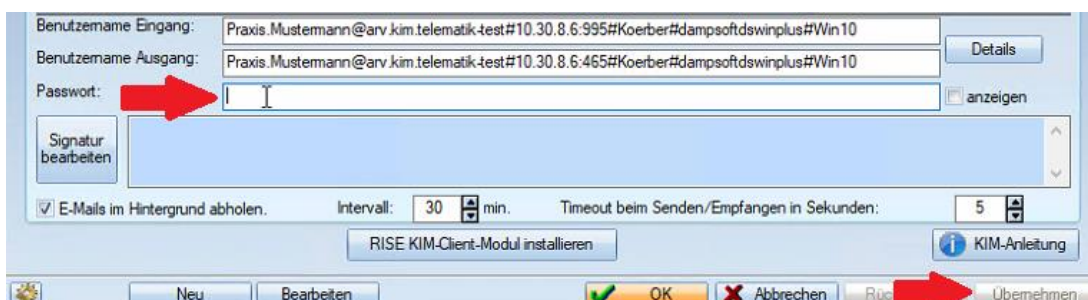 Benutzername Eingang: Praxis.Mustermann@arv.kim.telematik-test#10.30.8.6:995#Koerber#dampsoftdswinplus#Win10
Details
Benutzername Ausgang: Praxis.Mustermann@arv.kim.telematik-test#10.30.8.6:465#Koerber#dampsoftdswinplus#Win10
Passwort: anzeigen
Signatur
bearbeiten
E-Mails im Hintergrund abholen. Intervall: 30 min. Timeout beim Senden/Empfangen in Sekunden: 5
RISE KIM-Client-Modul installieren KIM-Anleitung
Neu Bearbeiten OK Abbrechen Übernehmen